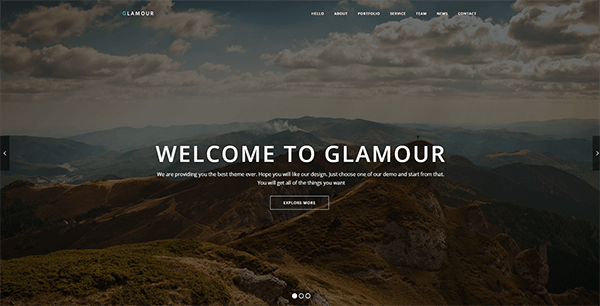 GLAMOUR
HELLO ABOUT PORTFOLIO SERVICE TEAM NEWS CONTACT
WELCOME TO GLAMOUR
We are providing you the best theme ever. Hope you will like our design. Just choose one of our demo and start from that.
You will get all of the things you want
EXPLORE MORE